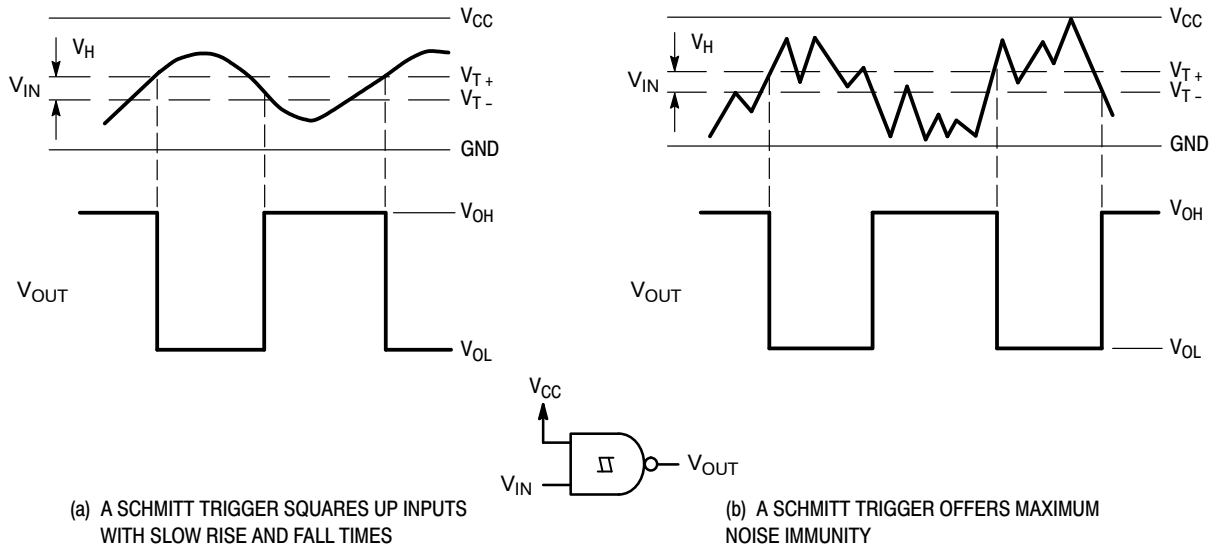 V_CC
V_H
V_IN
V_T+
V_T−
GND
V_OH
V_OUT
V_OL
V_CC
V_H
V_IN
V_T+
V_T−
GND
V_OH
V_OUT
V_OL
V_CC
V_IN
V_OUT
(a) A SCHMITT TRIGGER SQUARES UP INPUTS
WITH SLOW RISE AND FALL TIMES
(b) A SCHMITT TRIGGER OFFERS MAXIMUM
NOISE IMMUNITY